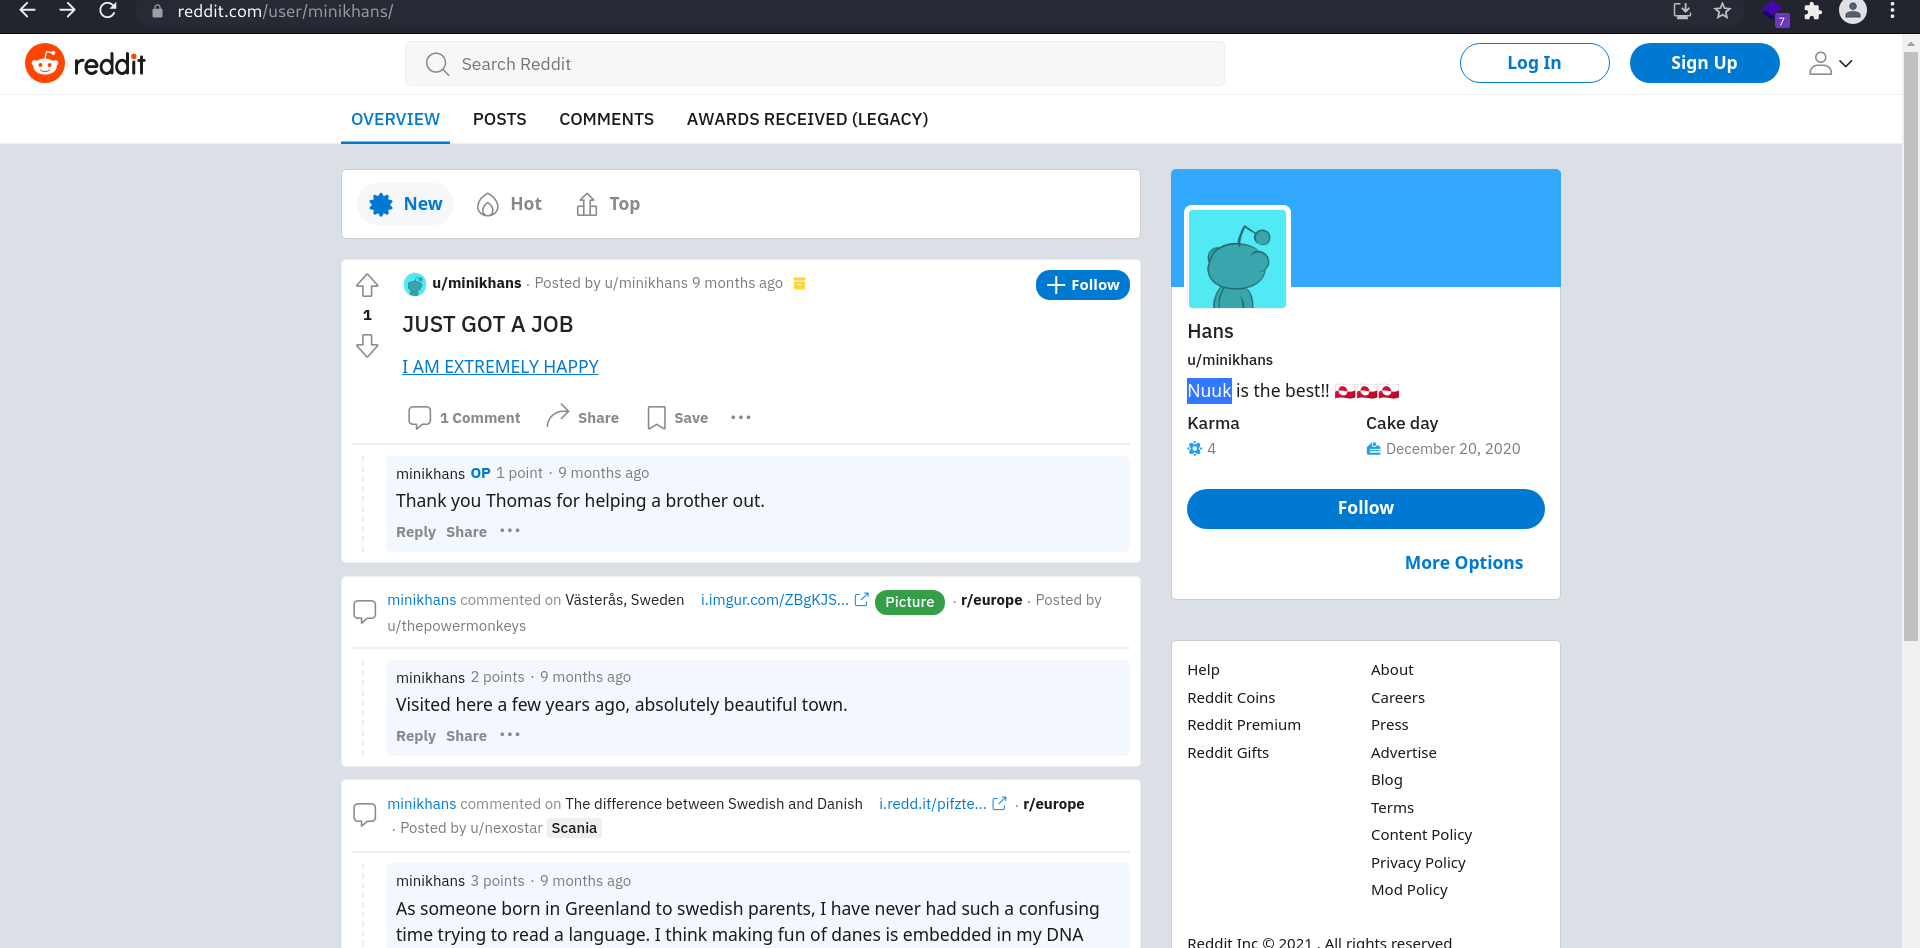 reddit.com/user/minikhans/
7
reddit
Search Reddit
Log In
Sign Up
OVERVIEW POSTS COMMENTS AWARDS RECEIVED (LEGACY)
New Hot Top
u/minikhans · Posted by u/minikhans 9 months ago
Follow
1
JUST GOT A JOB
I AM EXTREMELY HAPPY
1 Comment Share Save ···
minikhans OP 1 point · 9 months ago
Thank you Thomas for helping a brother out.
Reply Share ···
minikhans commented on Västerås, Sweden i.imgur.com/ZBgKJS... Picture · r/europe · Posted by
u/thepowermonkeys
minikhans 2 points · 9 months ago
Visited here a few years ago, absolutely beautiful town.
Reply Share ···
minikhans commented on The difference between Swedish and Danish i.redd.it/pifzte... · r/europe
· Posted by u/nexostar Scania
minikhans 3 points · 9 months ago
As someone born in Greenland to swedish parents, I have never had such a confusing
time trying to read a language. I think making fun of danes is embedded in my DNA
Hans
u/minikhans
Nuuk is the best!! 🇬🇱🇬🇱🇬🇱
Karma Cake day
4 December 20, 2020
Follow
More Options
Help About
Reddit Coins Careers
Reddit Premium Press
Reddit Gifts Advertise
Blog
Terms
Content Policy
Privacy Policy
Mod Policy
Reddit Inc © 2021 . All rights reserved